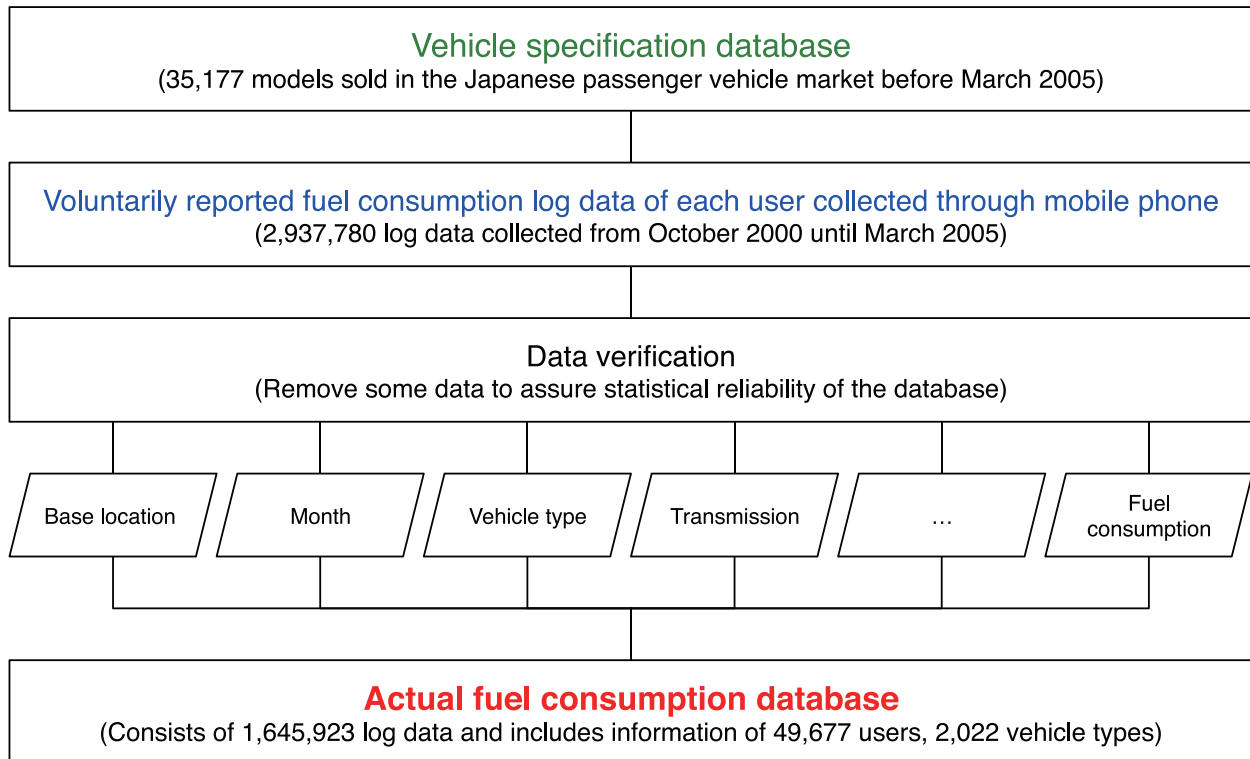 Vehicle specification database
(35,177 models sold in the Japanese passenger vehicle market before March 2005)
Voluntarily reported fuel consumption log data of each user collected through mobile phone
(2,937,780 log data collected from October 2000 until March 2005)
Data verification
(Remove some data to assure statistical reliability of the database)
Base location
Month
Vehicle type
Transmission
…
Fuel
consumption
Actual fuel consumption database
(Consists of 1,645,923 log data and includes information of 49,677 users, 2,022 vehicle types)